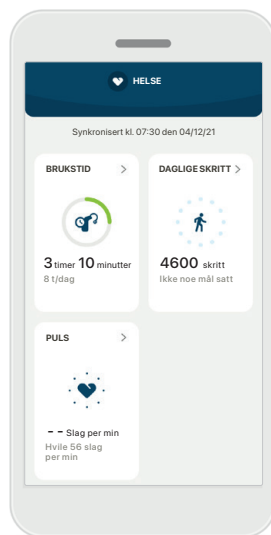 HELSE
Synkronisert kl. 07:30 den 04/12/21
BRUKSTID
3 timer 10 minutter
8 t/dag
DAGLIGE SKRITT
4600 skritt
Ikke noe mål satt
PULS
-- Slag per min
Hvile 56 slag
per min